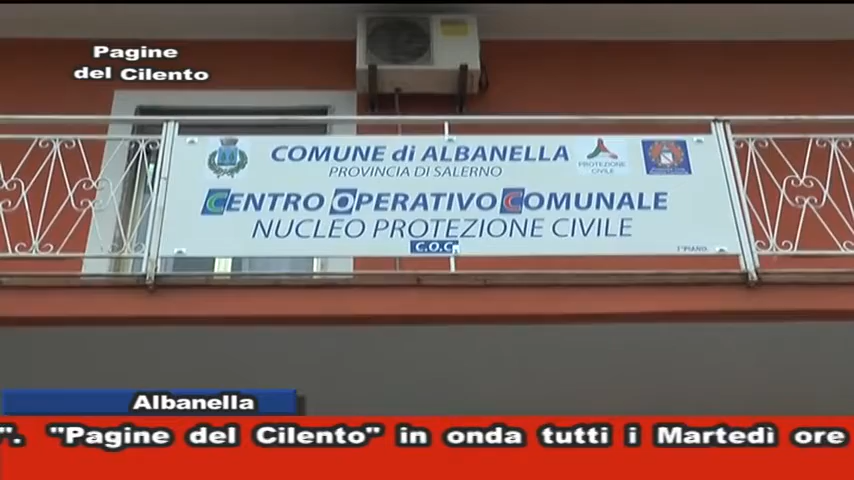 Pagine
del Cilento
COMUNE di ALBANELLA
PROVINCIA DI SALERNO
PROTEZIONE
CIVILE
CENTRO OPERATIVO COMUNALE
NUCLEO PROTEZIONE CIVILE
C.O.C.
1°PIANO
Albanella
". "Pagine del Cilento" in onda tutti i Martedì ore